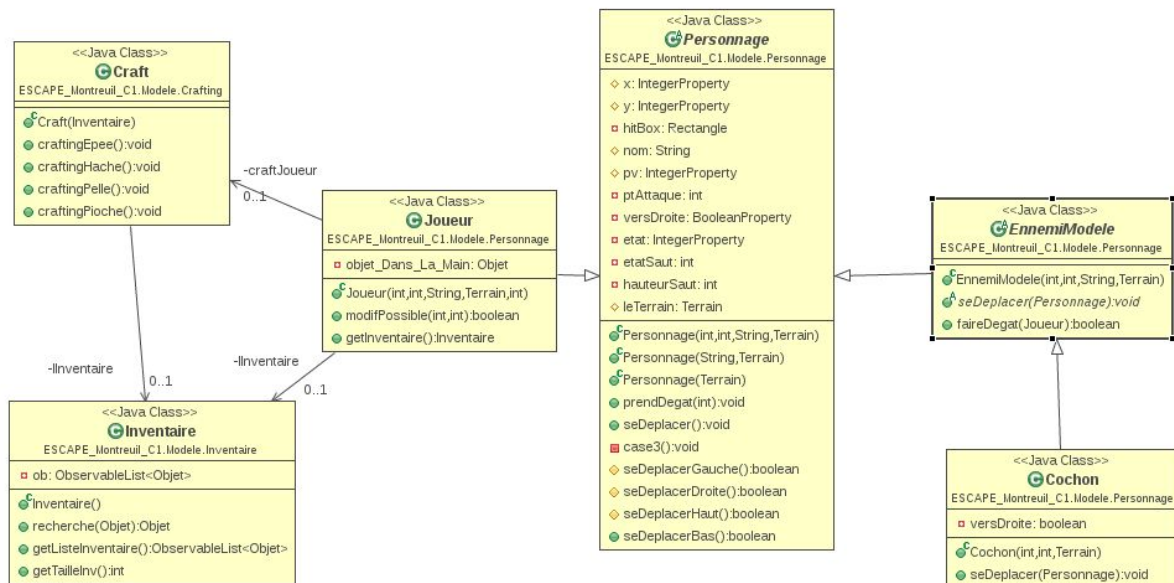 <<Java Class>>
Craft
ESCAPE_Montreuil_C1.Modele.Crafting
Craft(Inventaire)
craftingEpee():void
craftingHache():void
craftingPelle():void
craftingPioche():void
-craftJoueur
0..1
<<Java Class>>
Joueur
ESCAPE_Montreuil_C1.Modele.Personnage
objet_Dans_La_Main: Objet
Joueur(int,int,String,Terrain,int)
modifPossible(int,int):boolean
getInventaire():Inventaire
-lInventaire
0..1
-lInventaire
0..1
<<Java Class>>
Inventaire
ESCAPE_Montreuil_C1.Modele.Inventaire
ob: ObservableList<Objet>
Inventaire()
recherche(Objet):Objet
getListeInventaire():ObservableList<Objet>
getTailleInv():int
<<Java Class>>
Personnage
ESCAPE_Montreuil_C1.Modele.Personnage
x: IntegerProperty
y: IntegerProperty
hitBox: Rectangle
nom: String
pv: IntegerProperty
ptAttaque: int
versDroite: BooleanProperty
etat: IntegerProperty
etatSaut: int
hauteurSaut: int
leTerrain: Terrain
Personnage(int,int,String,Terrain)
Personnage(String,Terrain)
Personnage(Terrain)
prendDegat(int):void
seDeplacer():void
case3():void
seDeplacerGauche():boolean
seDeplacerDroite():boolean
seDeplacerHaut():boolean
seDeplacerBas():boolean
<<Java Class>>
EnnemiModele
ESCAPE_Montreuil_C1.Modele.Personnage
EnnemiModele(int,int,String,Terrain)
seDeplacer(Personnage):void
faireDegat(Joueur):boolean
<<Java Class>>
Cochon
ESCAPE_Montreuil_C1.Modele.Personnage
versDroite: boolean
Cochon(int,int,Terrain)
seDeplacer(Personnage):void